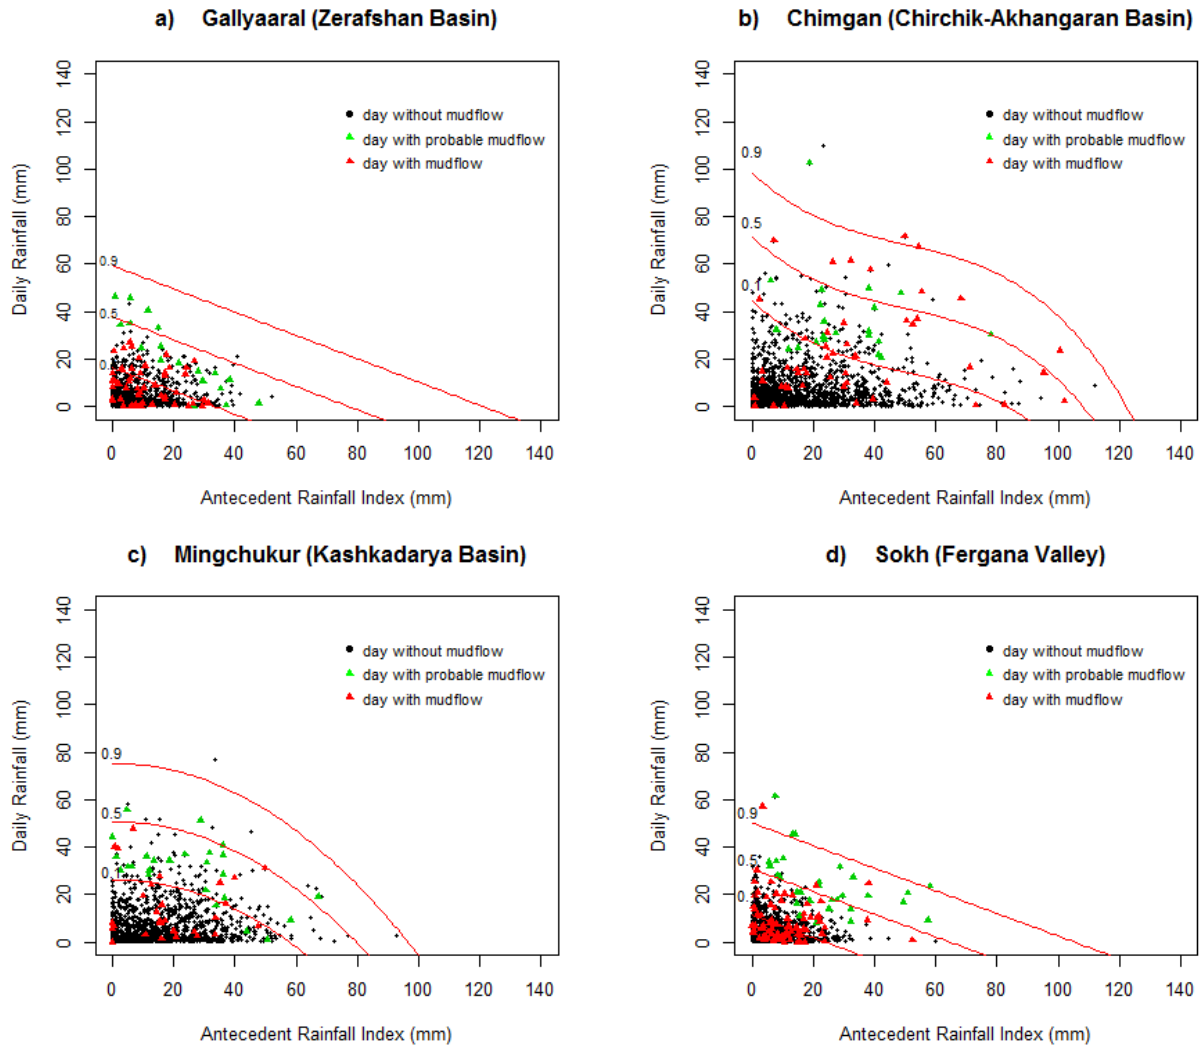 a) Gallyaaral (Zerafshan Basin)
140
120
100
80
60
40
20
0
Daily Rainfall (mm)
day without mudflow
day with probable mudflow
day with mudflow
0.9
0.5
0 20 40 60 80 100 120 140
Antecedent Rainfall Index (mm)
b) Chimgan (Chirchik-Akhangaran Basin)
140
120
100
80
60
40
20
0
Daily Rainfall (mm)
day without mudflow
day with probable mudflow
day with mudflow
0.9
0.5
0.1
0 20 40 60 80 100 120 140
Antecedent Rainfall Index (mm)
c) Mingchukur (Kashkadarya Basin)
140
120
100
80
60
40
20
0
Daily Rainfall (mm)
day without mudflow
day with probable mudflow
day with mudflow
0.9
0.5
0.1
0 20 40 60 80 100 120 140
Antecedent Rainfall Index (mm)
d) Sokh (Fergana Valley)
140
120
100
80
60
40
20
0
Daily Rainfall (mm)
day without mudflow
day with probable mudflow
day with mudflow
0.9
0.5
0 20 40 60 80 100 120 140
Antecedent Rainfall Index (mm)